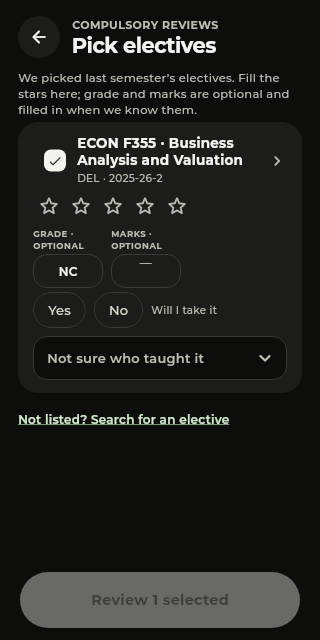 COMPULSORY REVIEWS
Pick electives
We picked last semester's electives. Fill the
stars here; grade and marks are optional and
filled in when we know them.
ECON F355 · Business
Analysis and Valuation
DEL · 2025-26-2
GRADE ·
OPTIONAL
MARKS ·
OPTIONAL
NC
—
Yes
No
Will I take it
Not sure who taught it
Not listed? Search for an elective
Review 1 selected